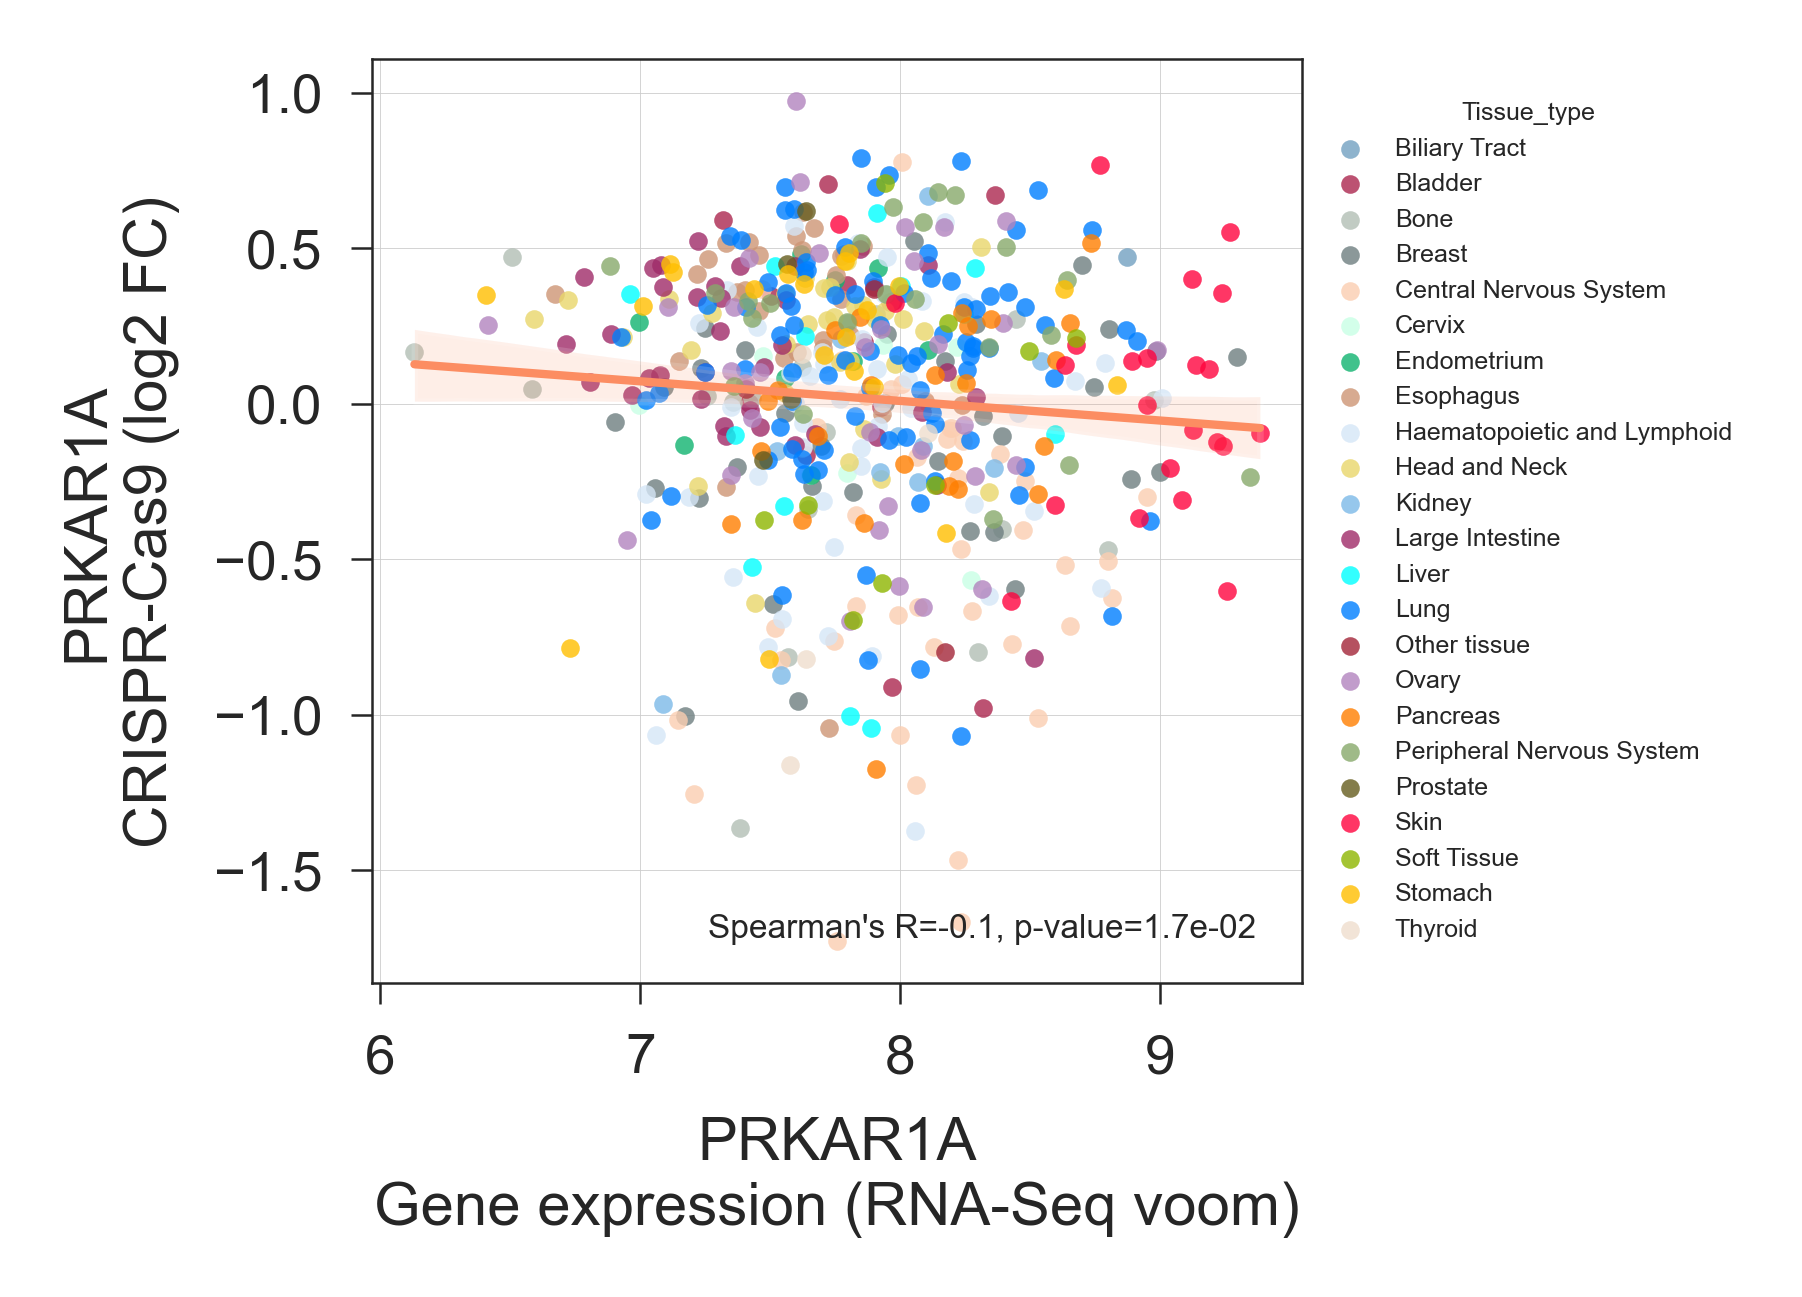 PRKAR1A
CRISPR-Cas9 (log2 FC)
1.0
0.5
0.0
−0.5
−1.0
−1.5
6
7
8
9
Spearman's R=-0.1, p-value=1.7e-02
PRKAR1A
Gene expression (RNA-Seq voom)
Tissue_type
Biliary Tract
Bladder
Bone
Breast
Central Nervous System
Cervix
Endometrium
Esophagus
Haematopoietic and Lymphoid
Head and Neck
Kidney
Large Intestine
Liver
Lung
Other tissue
Ovary
Pancreas
Peripheral Nervous System
Prostate
Skin
Soft Tissue
Stomach
Thyroid